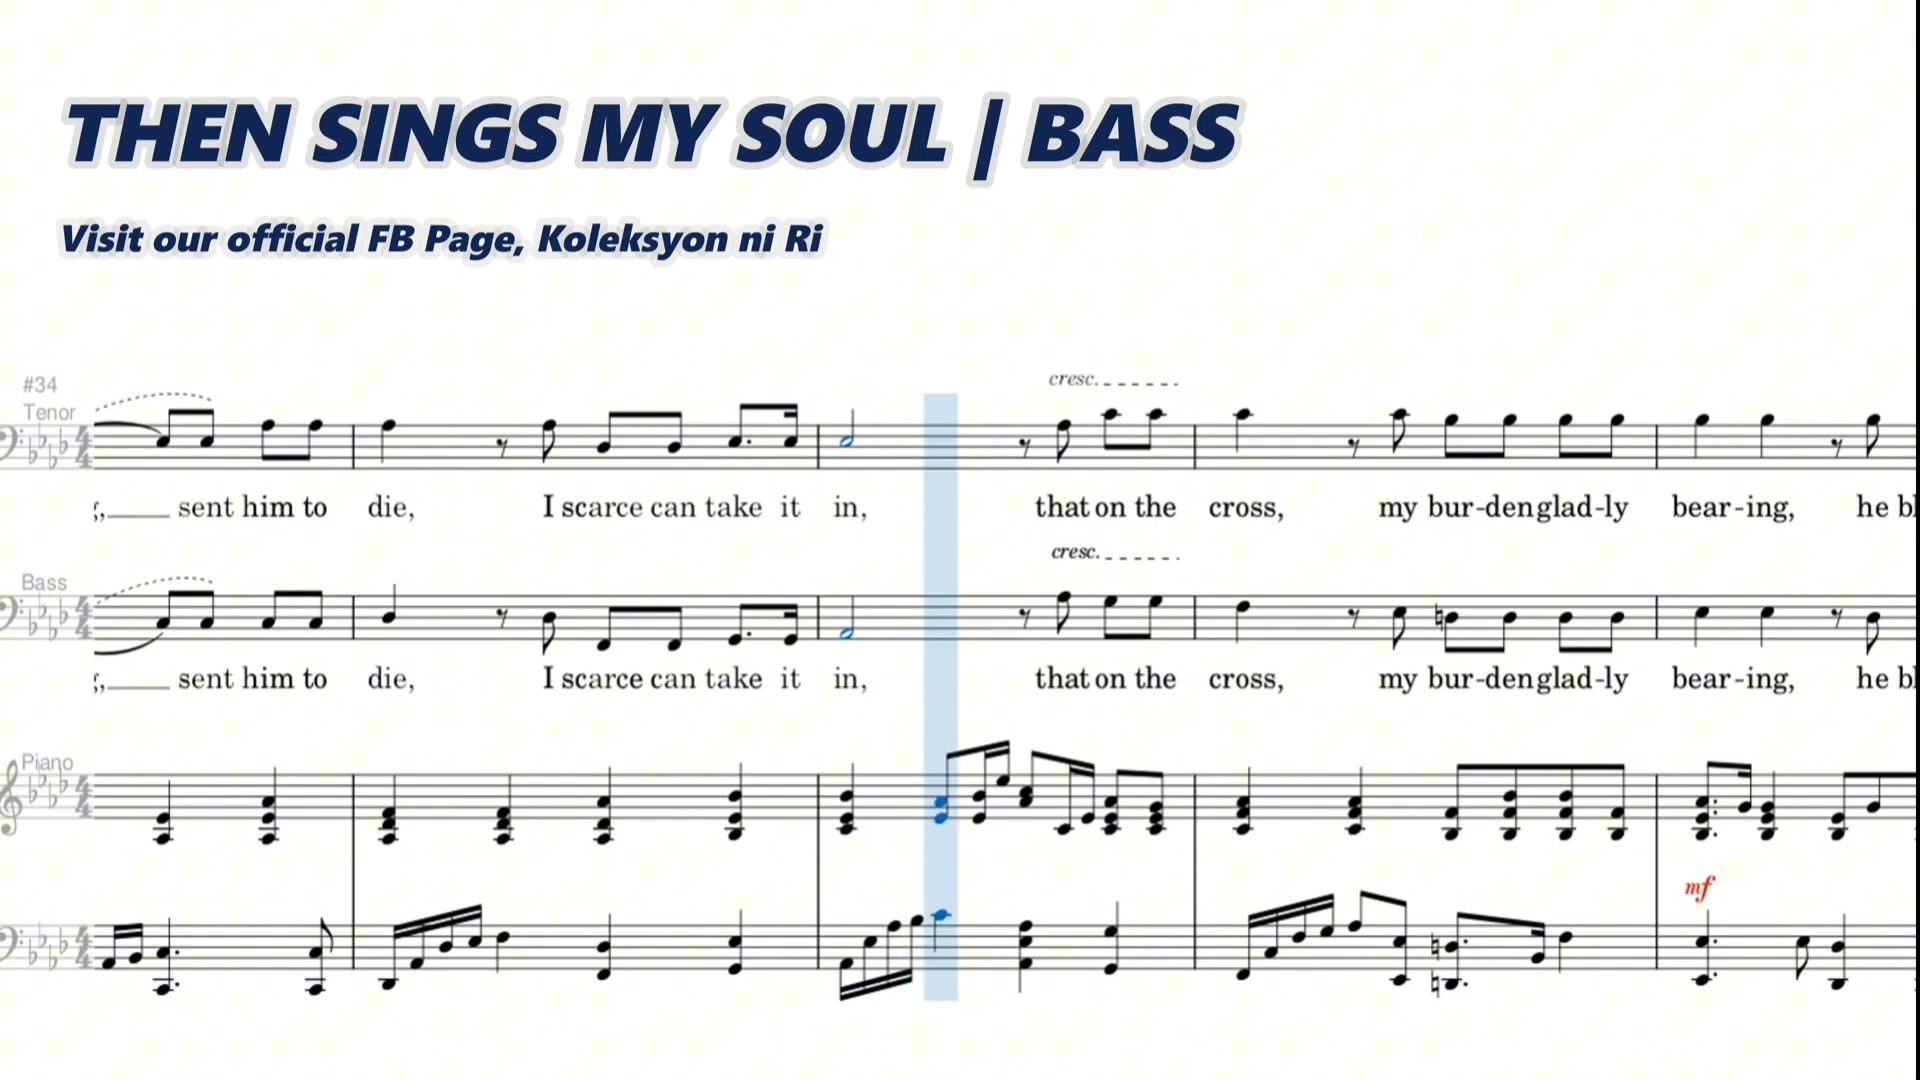 THEN SINGS MY SOUL | BASS
Visit our official FB Page, Koleksyon ni Ri
#34
cresc.
Tenor
sent him to die, I scarce can take it in, that on the cross, my bur-den glad-ly bear-ing, he
cresc.
Bass
sent him to die, I scarce can take it in, that on the cross, my bur-den glad-ly bear-ing, he
Piano
mf